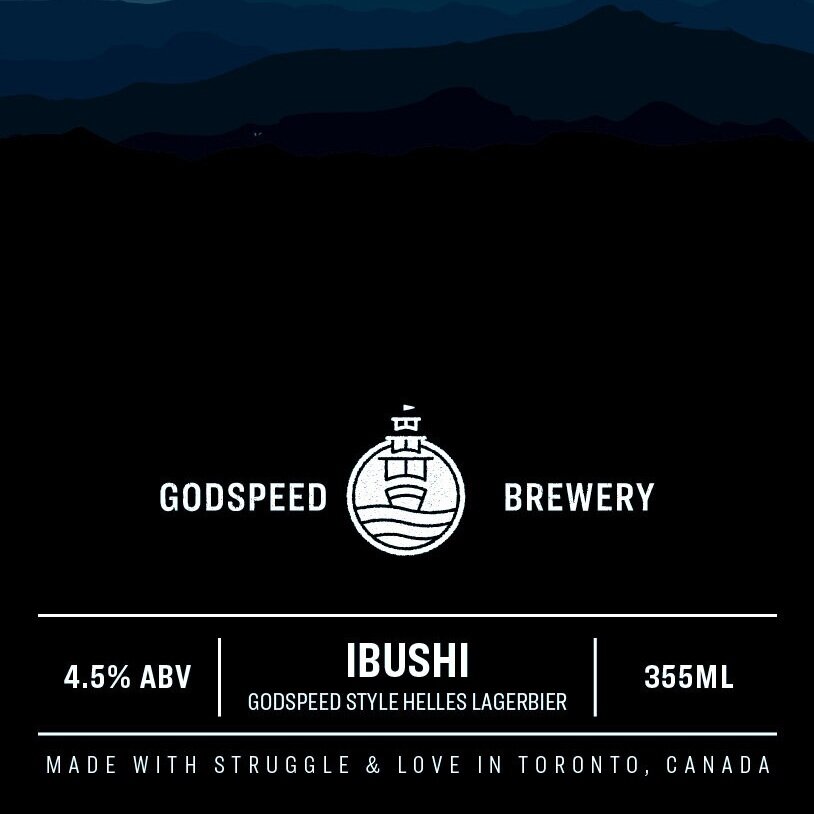 GODSPEED BREWERY
4.5% ABV
IBUSHI
GODSPEED STYLE HELLES LAGERBIER
355ML
MADE WITH STRUGGLE & LOVE IN TORONTO, CANADA